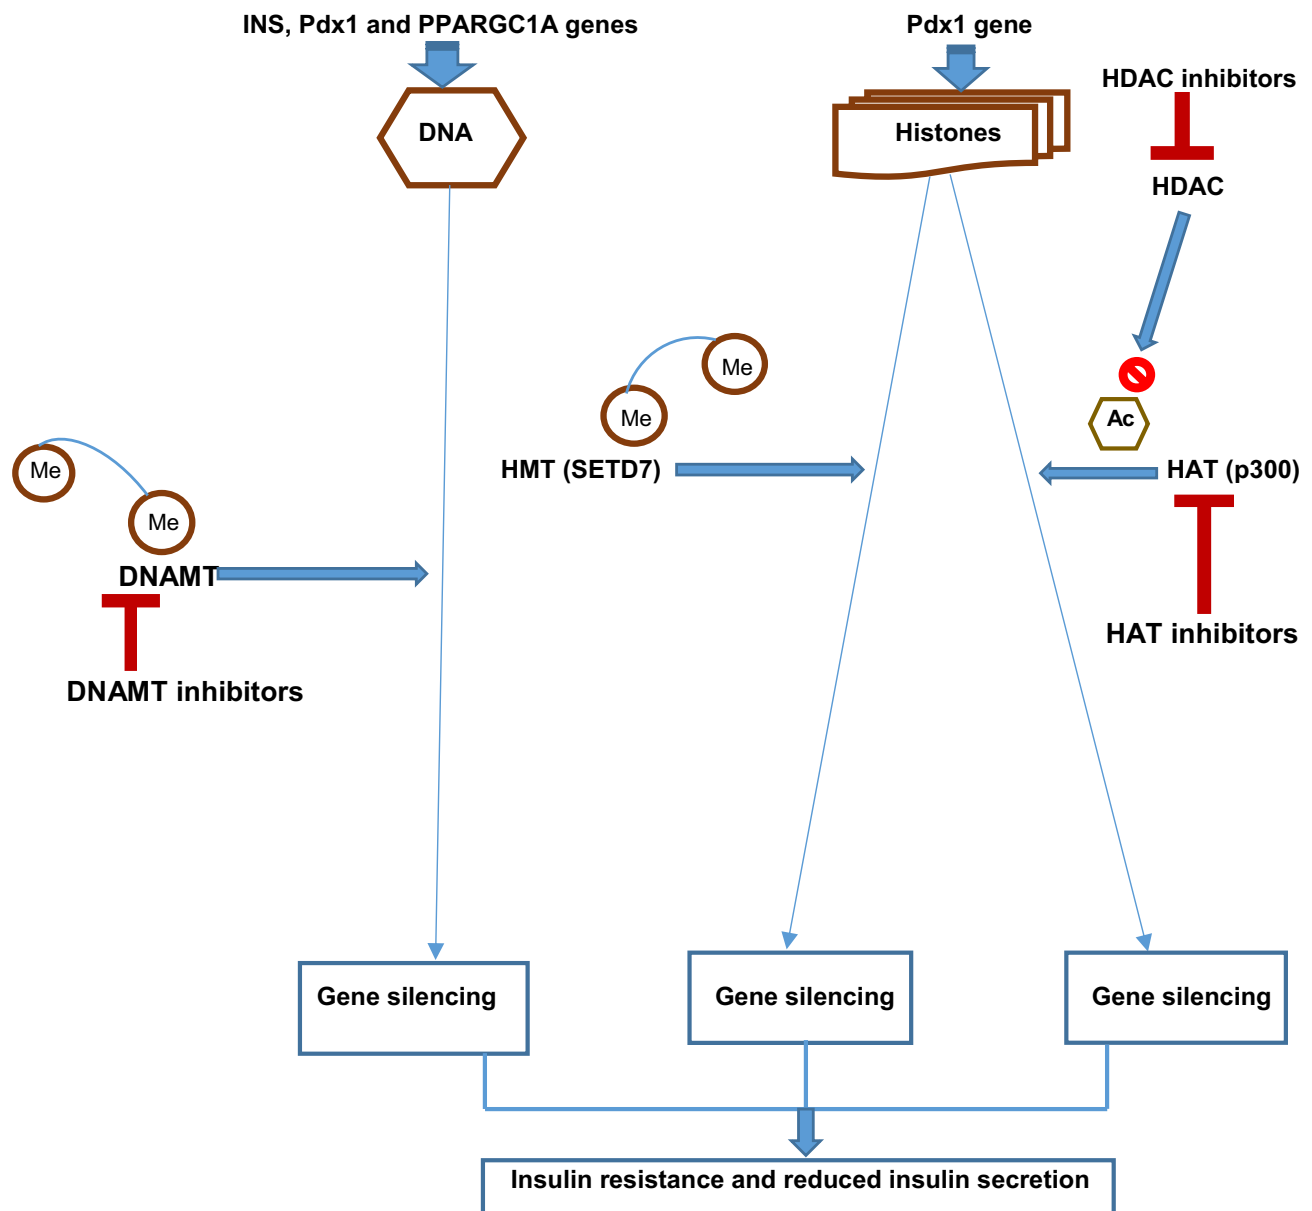 INS, Pdx1 and PPARGC1A genes
Pdx1 gene
HDAC inhibitors
DNA
Histones
HDAC
Me
Me
Ac
Me
HMT (SETD7)
HAT (p300)
Me
DNAMT
HAT inhibitors
DNAMT inhibitors
Gene silencing
Gene silencing
Gene silencing
Insulin resistance and reduced insulin secretion